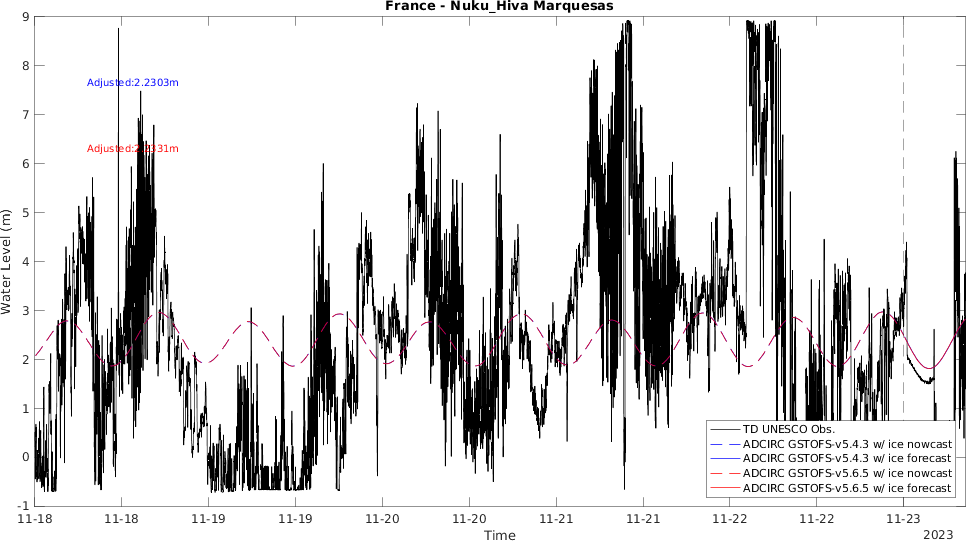 France - Nuku_Hiva Marquesas
9
8
7
6
5
4
3
2
1
0
-1
Water Level (m)
Adjusted:2.2303m
Adjusted:2.2331m
TD UNESCO Obs.
ADCIRC GSTOFS-v5.4.3 w/ ice nowcast
ADCIRC GSTOFS-v5.4.3 w/ ice forecast
ADCIRC GSTOFS-v5.6.5 w/ ice nowcast
ADCIRC GSTOFS-v5.6.5 w/ ice forecast
11-18 11-18 11-19 11-19 11-20 11-20 11-21 11-21 11-22 11-22 11-23
Time
2023